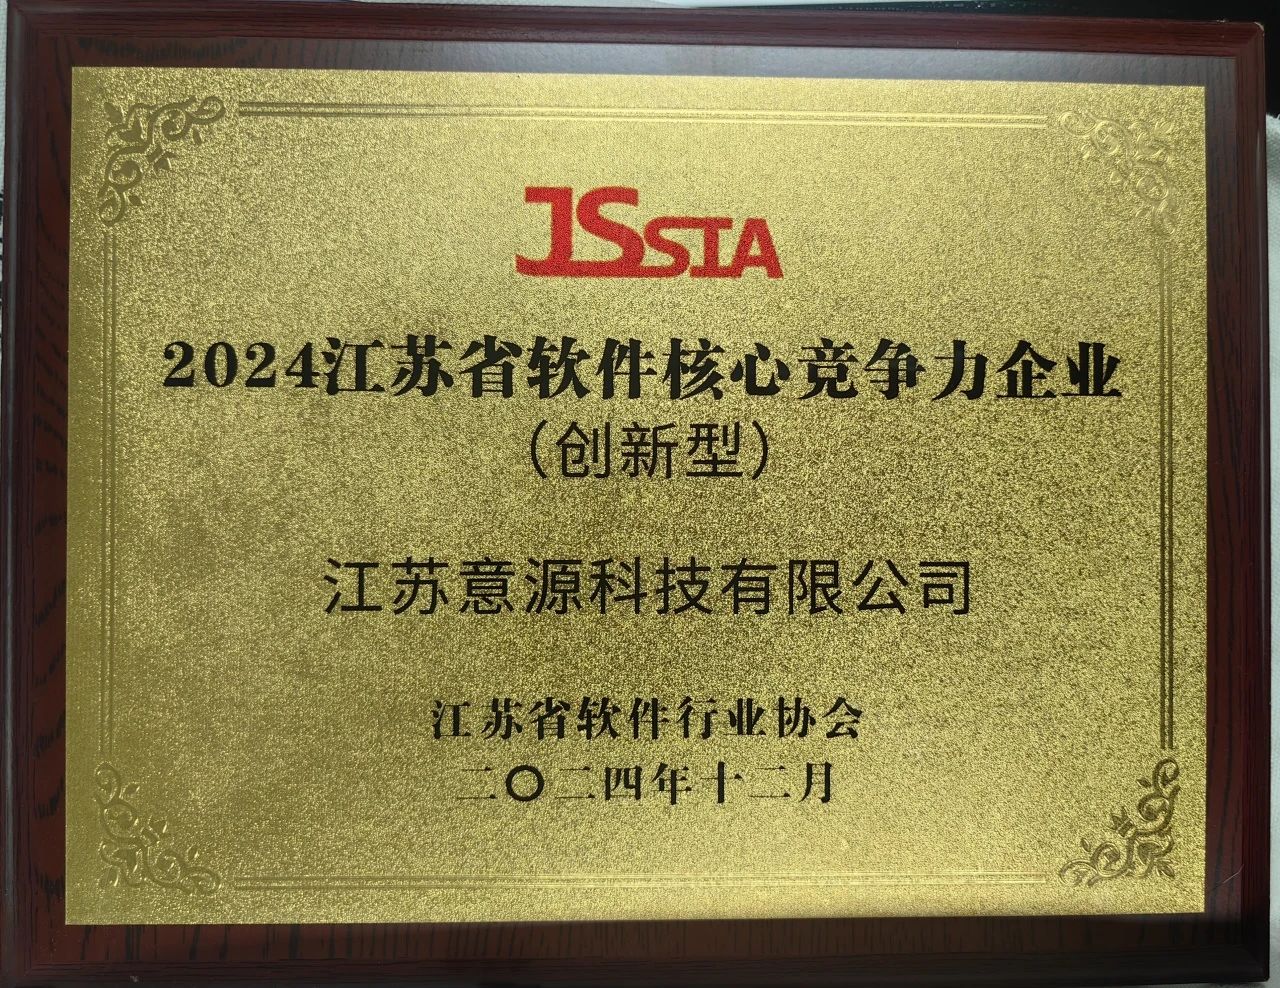 JSSIA
2024江苏省软件核心竞争力企业
（创新型）
江苏意源科技有限公司
江苏省软件行业协会
二〇二四年十二月